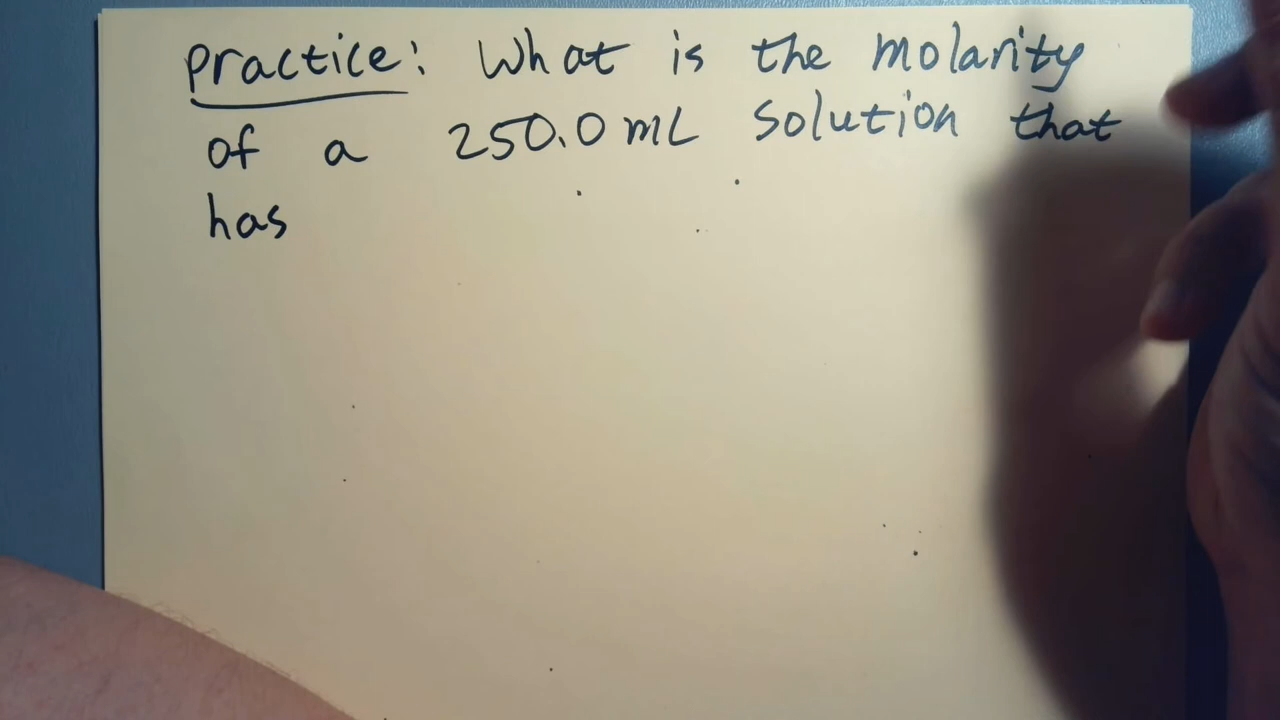 practice: What is the molarity
of a 250.0 mL solution that
has